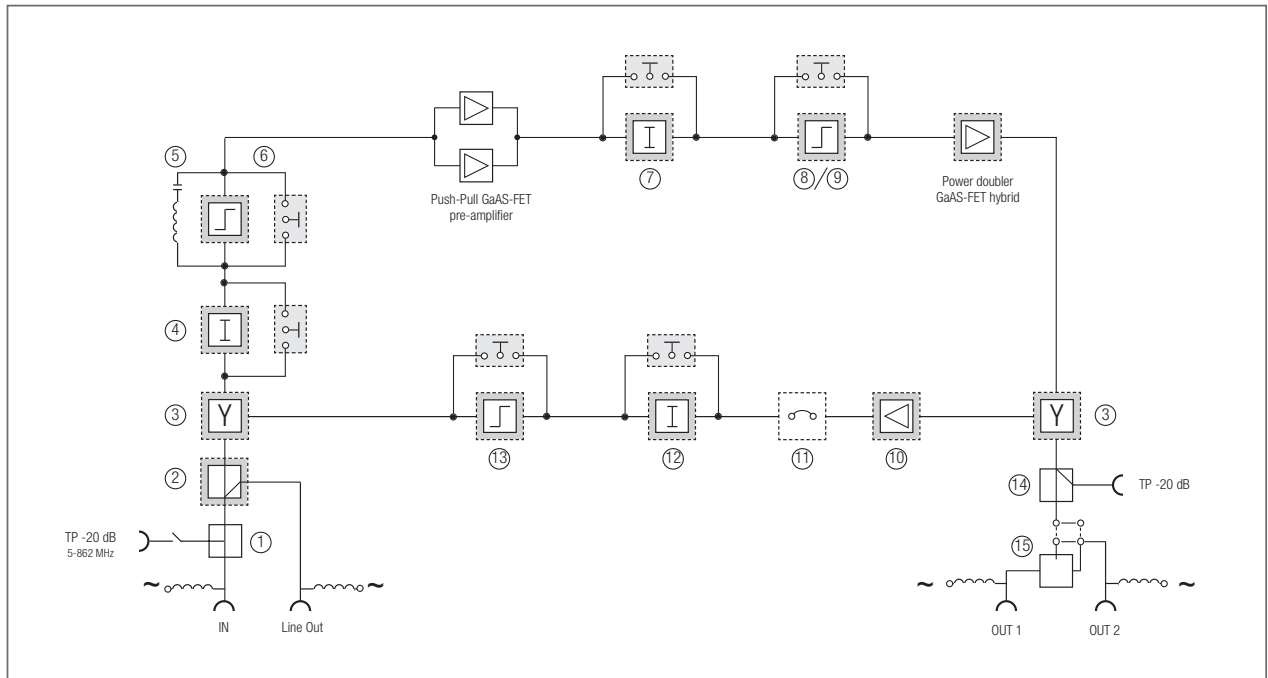 ⑤
⑥
⑦
⑧/⑨
Push-Pull GaAS-FET
pre-amplifier
Power doubler
GaAS-FET hybrid
④
③
Y
⑬
⑫
⑪
⑩
Y
③
②
⑭
TP -20 dB
TP -20 dB
5-862 MHz
①
⑮
~
~
~
~
IN
Line Out
OUT 1
OUT 2